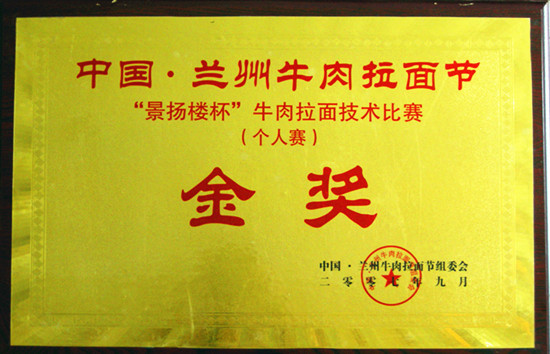 中国·兰州牛肉拉面节
“景扬楼杯”牛肉拉面技术比赛
（个人赛）
金奖
中国·兰州牛肉拉面节组委会
二零零七年九月